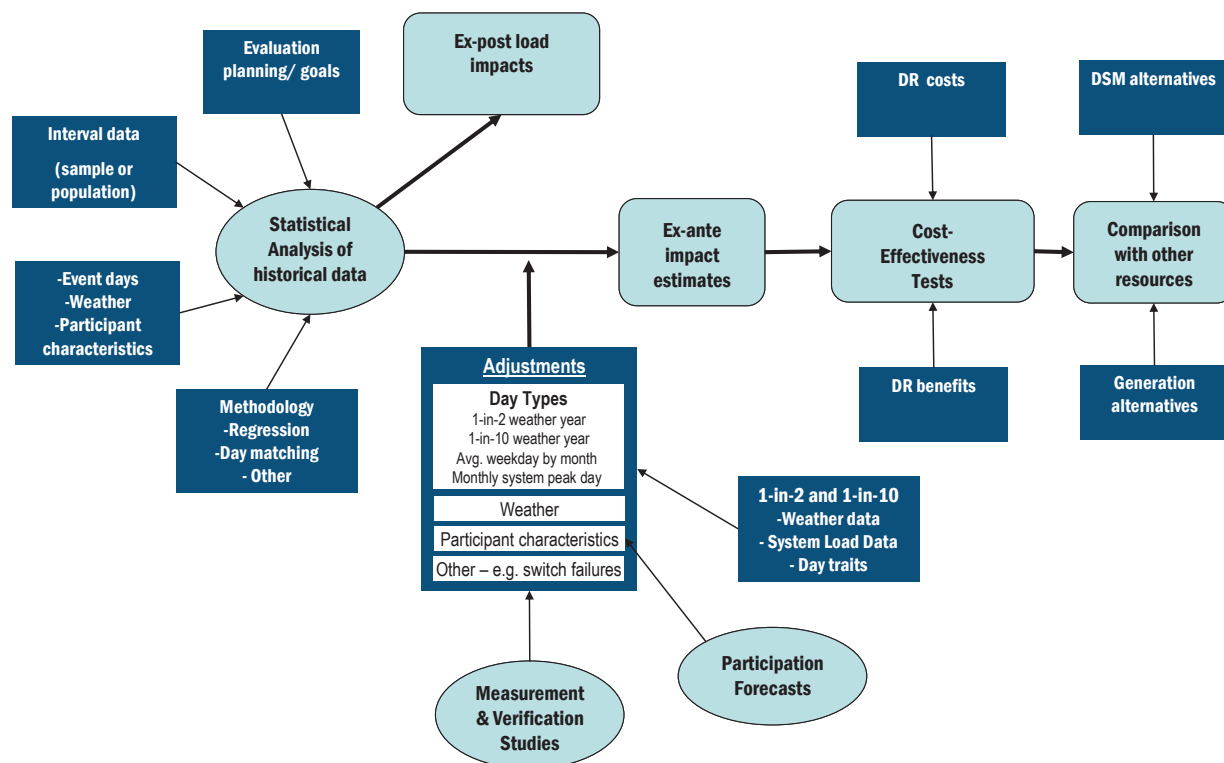 Evaluation
planning/ goals
Ex-post load
impacts
DR costs
DSM alternatives
Interval data
(sample or
population)
Statistical
Analysis of
historical data
Ex-ante
impact
estimates
Cost-
Effectiveness
Tests
Comparison
with other
resources
-Event days
-Weather
-Participant
characteristics
Methodology
-Regression
-Day matching
- Other
Adjustments
Day Types
1-in-2 weather year
1-in-10 weather year
Avg. weekday by month
Monthly system peak day
Weather
Participant characteristics
Other – e.g. switch failures
DR benefits
Generation
alternatives
1-in-2 and 1-in-10
-Weather data
- System Load Data
- Day traits
Participation
Forecasts
Measurement
& Verification
Studies